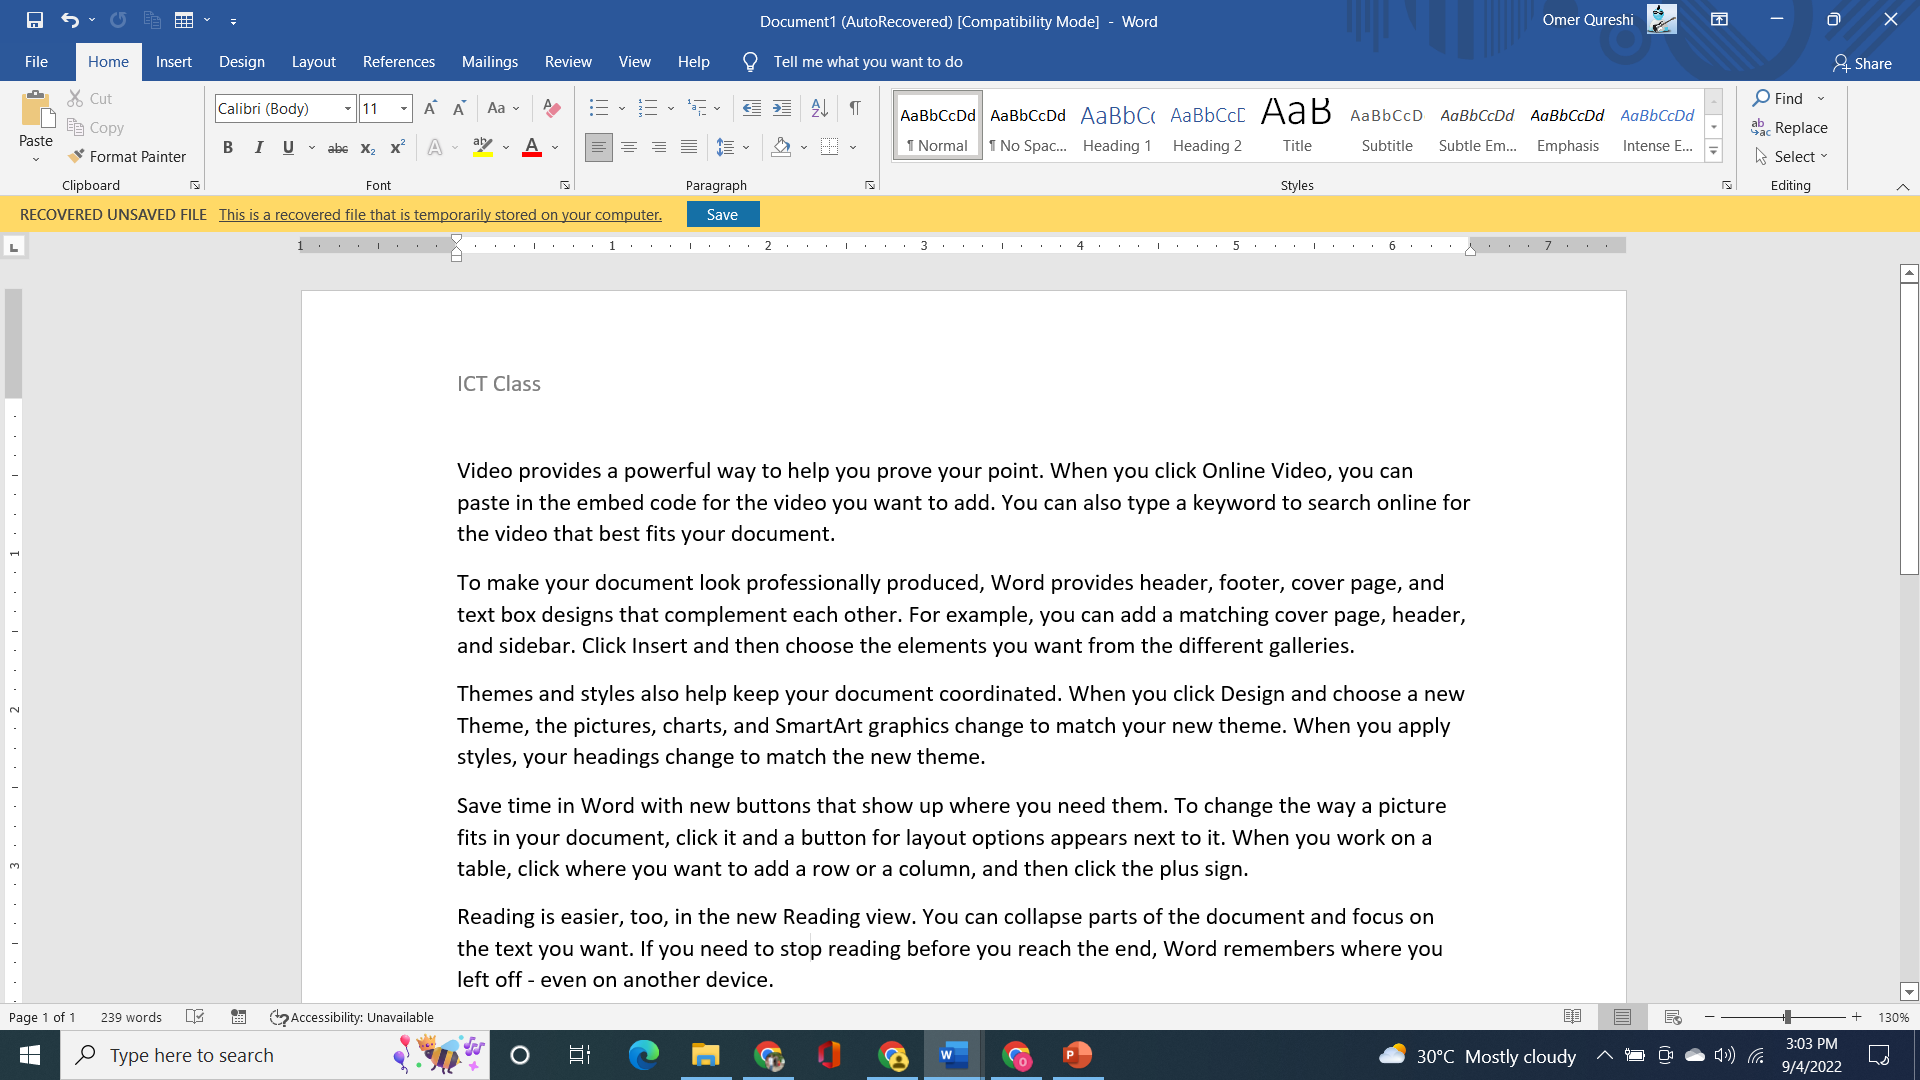 Document1 (AutoRecovered) [Compatibility Mode] - Word
Omer Qureshi
File Home Insert Design Layout References Mailings Review View Help Tell me what you want to do
Share
Paste
Cut
Copy
Format Painter
Clipboard
Calibri (Body) 11
Font
Paragraph
AaBbCcDd AaBbCcDd AaBbCc AaBbCcD AaB AaBbCcD AaBbCcDd AaBbCcDd AaBbCcDd
¶ Normal ¶ No Spac... Heading 1 Heading 2 Title Subtitle Subtle Em... Emphasis Intense E...
Styles
Find
Replace
Select
Editing
RECOVERED UNSAVED FILE This is a recovered file that is temporarily stored on your computer. Save
1 1 2 3 4 5 6 7
ICT Class
Video provides a powerful way to help you prove your point. When you click Online Video, you can
paste in the embed code for the video you want to add. You can also type a keyword to search online for
the video that best fits your document.
To make your document look professionally produced, Word provides header, footer, cover page, and
text box designs that complement each other. For example, you can add a matching cover page, header,
and sidebar. Click Insert and then choose the elements you want from the different galleries.
Themes and styles also help keep your document coordinated. When you click Design and choose a new
Theme, the pictures, charts, and SmartArt graphics change to match your new theme. When you apply
styles, your headings change to match the new theme.
Save time in Word with new buttons that show up where you need them. To change the way a picture
fits in your document, click it and a button for layout options appears next to it. When you work on a
table, click where you want to add a row or a column, and then click the plus sign.
Reading is easier, too, in the new Reading view. You can collapse parts of the document and focus on
the text you want. If you need to stop reading before you reach the end, Word remembers where you
left off - even on another device.
1
2
3
Page 1 of 1 239 words Accessibility: Unavailable 130%
Type here to search
30°C Mostly cloudy
3:03 PM
9/4/2022